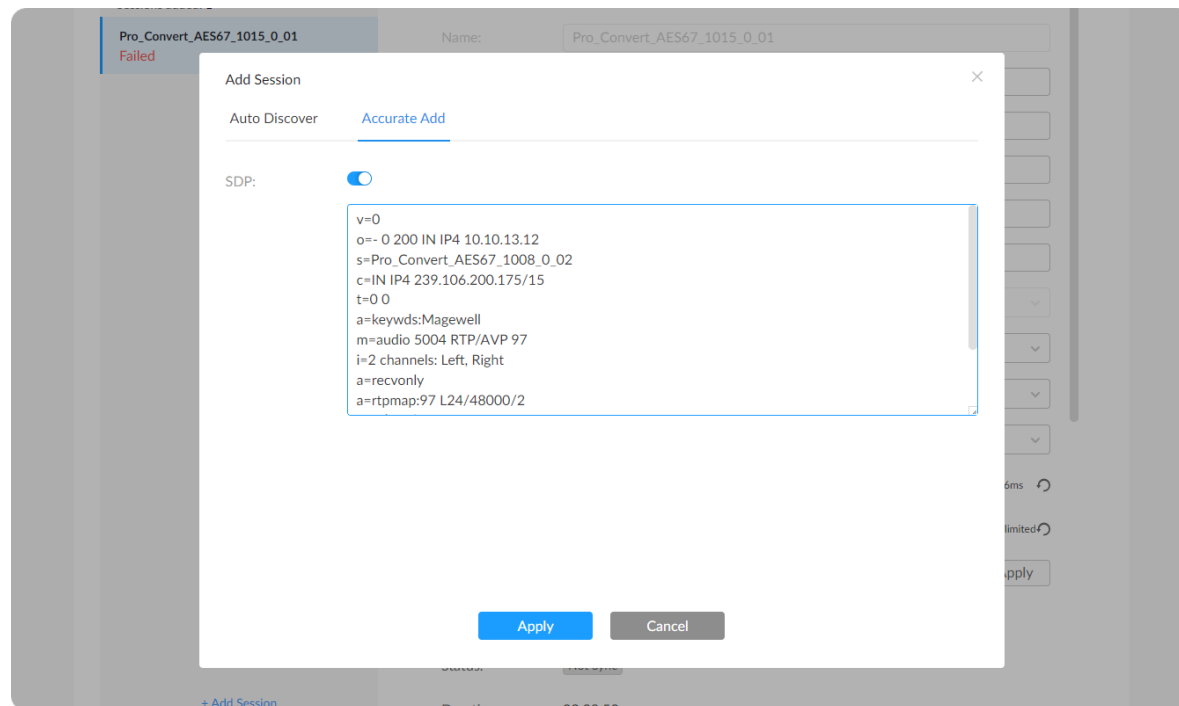 Pro_Convert_AES67_1015_0_01
Failed
Name:
Pro_Convert_AES67_1015_0_01
Add Session
Auto Discover
Accurate Add
SDP:
v=0
o=- 0 200 IN IP4 10.10.13.12
s=Pro_Convert_AES67_1008_0_02
c=IN IP4 239.106.200.175/15
t=0 0
a=keywds:Magewell
m=audio 5004 RTP/AVP 97
i=2 channels: Left, Right
a=recvonly
a=rtpmap:97 L24/48000/2
6ms
limited
Apply
Apply
Cancel
+ Add Session